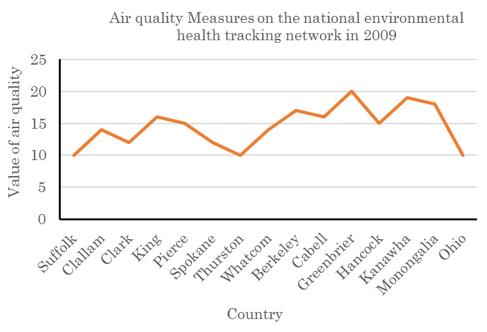 Air quality Measures on the national environmental
health tracking network in 2009
Value of air quality
25
20
15
10
5
0
Suffolk
Clallam
Clark
King
Pierce
Spokane
Thurston
Whatcom
Berkeley
Cabell
Greenbrier
Hancock
Kanawha
Monongalia
Ohio
Country